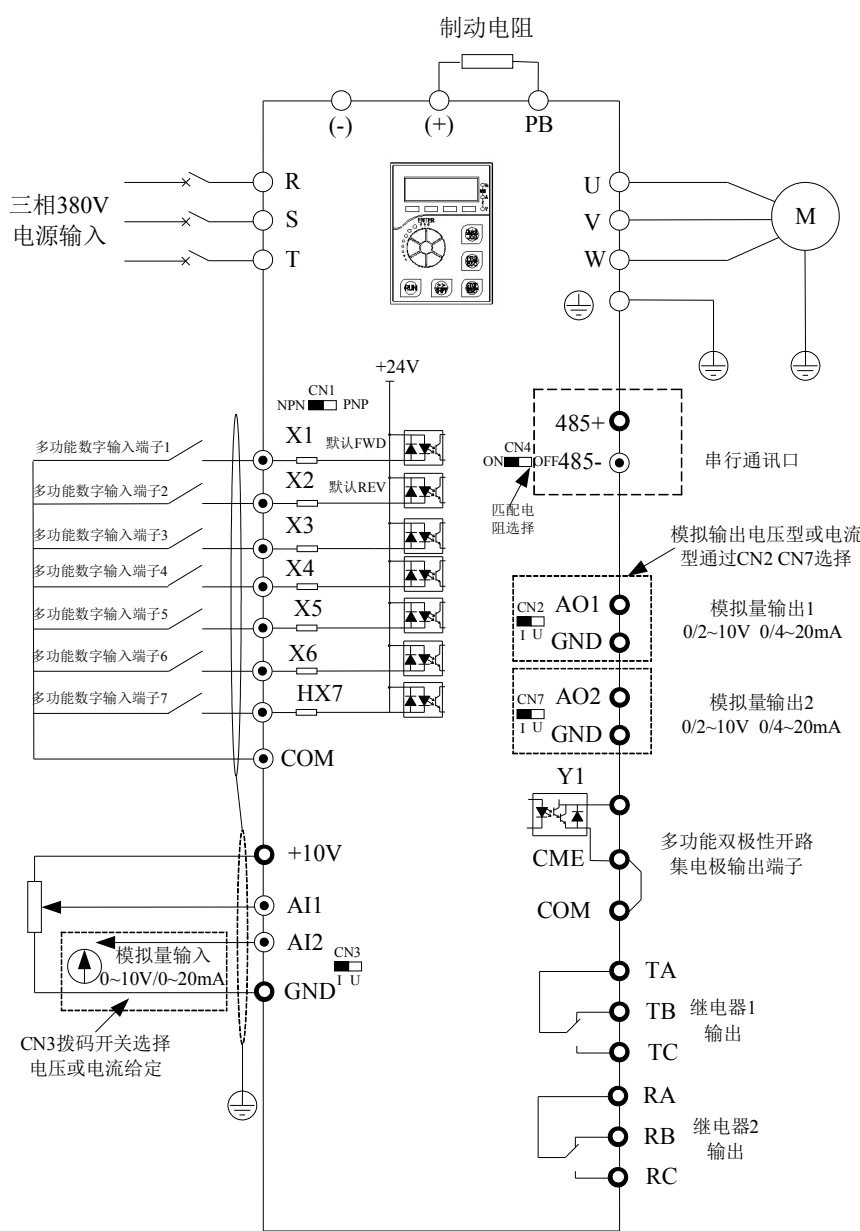 制动电阻
(-)
(+)
PB
三相380V
电源输入
R
S
T
ENTER
RUN
U
V
W
M
+24V
CN1
NPN
PNP
多功能数字输入端子1
X1
默认FWD
多功能数字输入端子2
X2
默认REV
多功能数字输入端子3
X3
多功能数字输入端子4
X4
多功能数字输入端子5
X5
多功能数字输入端子6
X6
多功能数字输入端子7
HX7
COM
485+
CN4
ON
OFF
485-
串行通讯口
匹配电
阻选择
模拟输出电压型或电流
型通过CN2 CN7选择
CN2
I U
AO1
GND
模拟量输出1
0/2~10V 0/4~20mA
CN7
I U
AO2
GND
模拟量输出2
0/2~10V 0/4~20mA
Y1
CME
COM
多功能双极性开路
集电极输出端子
+10V
AI1
AI2
CN3
I U
GND
模拟量输入
0~10V/0~20mA
CN3拨码开关选择
电压或电流给定
TA
TB
TC
继电器1
输出
RA
RB
RC
继电器2
输出